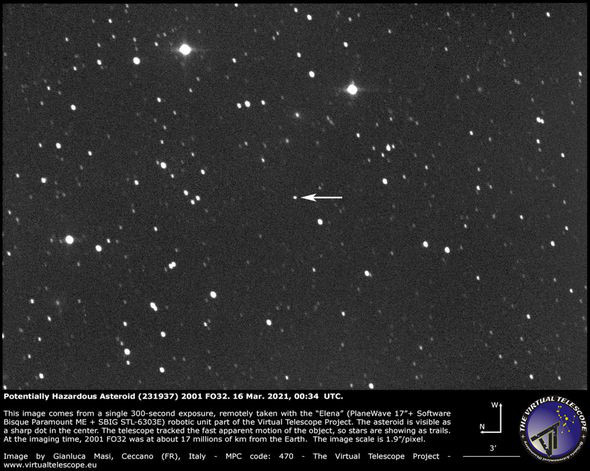 Potentially Hazardous Asteroid (231937) 2001 FO32. 16 Mar. 2021, 00:34 UTC.
This image comes from a single 300-second exposure, remotely taken with the “Elena” (PlaneWave 17”+ Software
Bisque Paramount ME + SBIG STL-6303E) robotic unit part of the Virtual Telescope Project. The asteroid is visible as
a sharp dot in the center. The telescope tracked the fast apparent motion of the object, so stars are showing as trails.
At the imaging time, 2001 FO32 was at about 17 millions of km from the Earth. The image scale is 1.9”/pixel.
Image by Gianluca Masi, Ceccano (FR), Italy - MPC code: 470 - The Virtual Telescope Project -
www.virtualtelescope.eu
W
N
3'
THE VIRTUAL TELESCOPE
VT